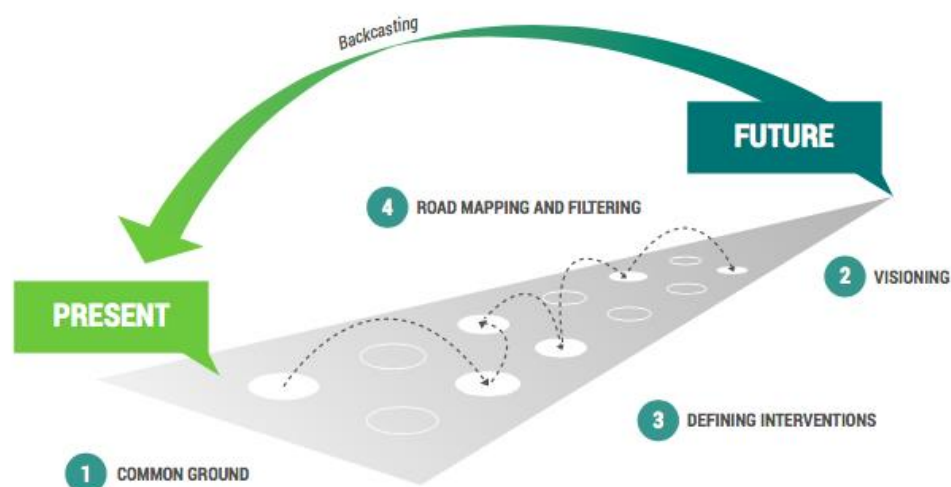 Backcasting
FUTURE
4 ROAD MAPPING AND FILTERING
2 VISIONING
PRESENT
3 DEFINING INTERVENTIONS
1 COMMON GROUND